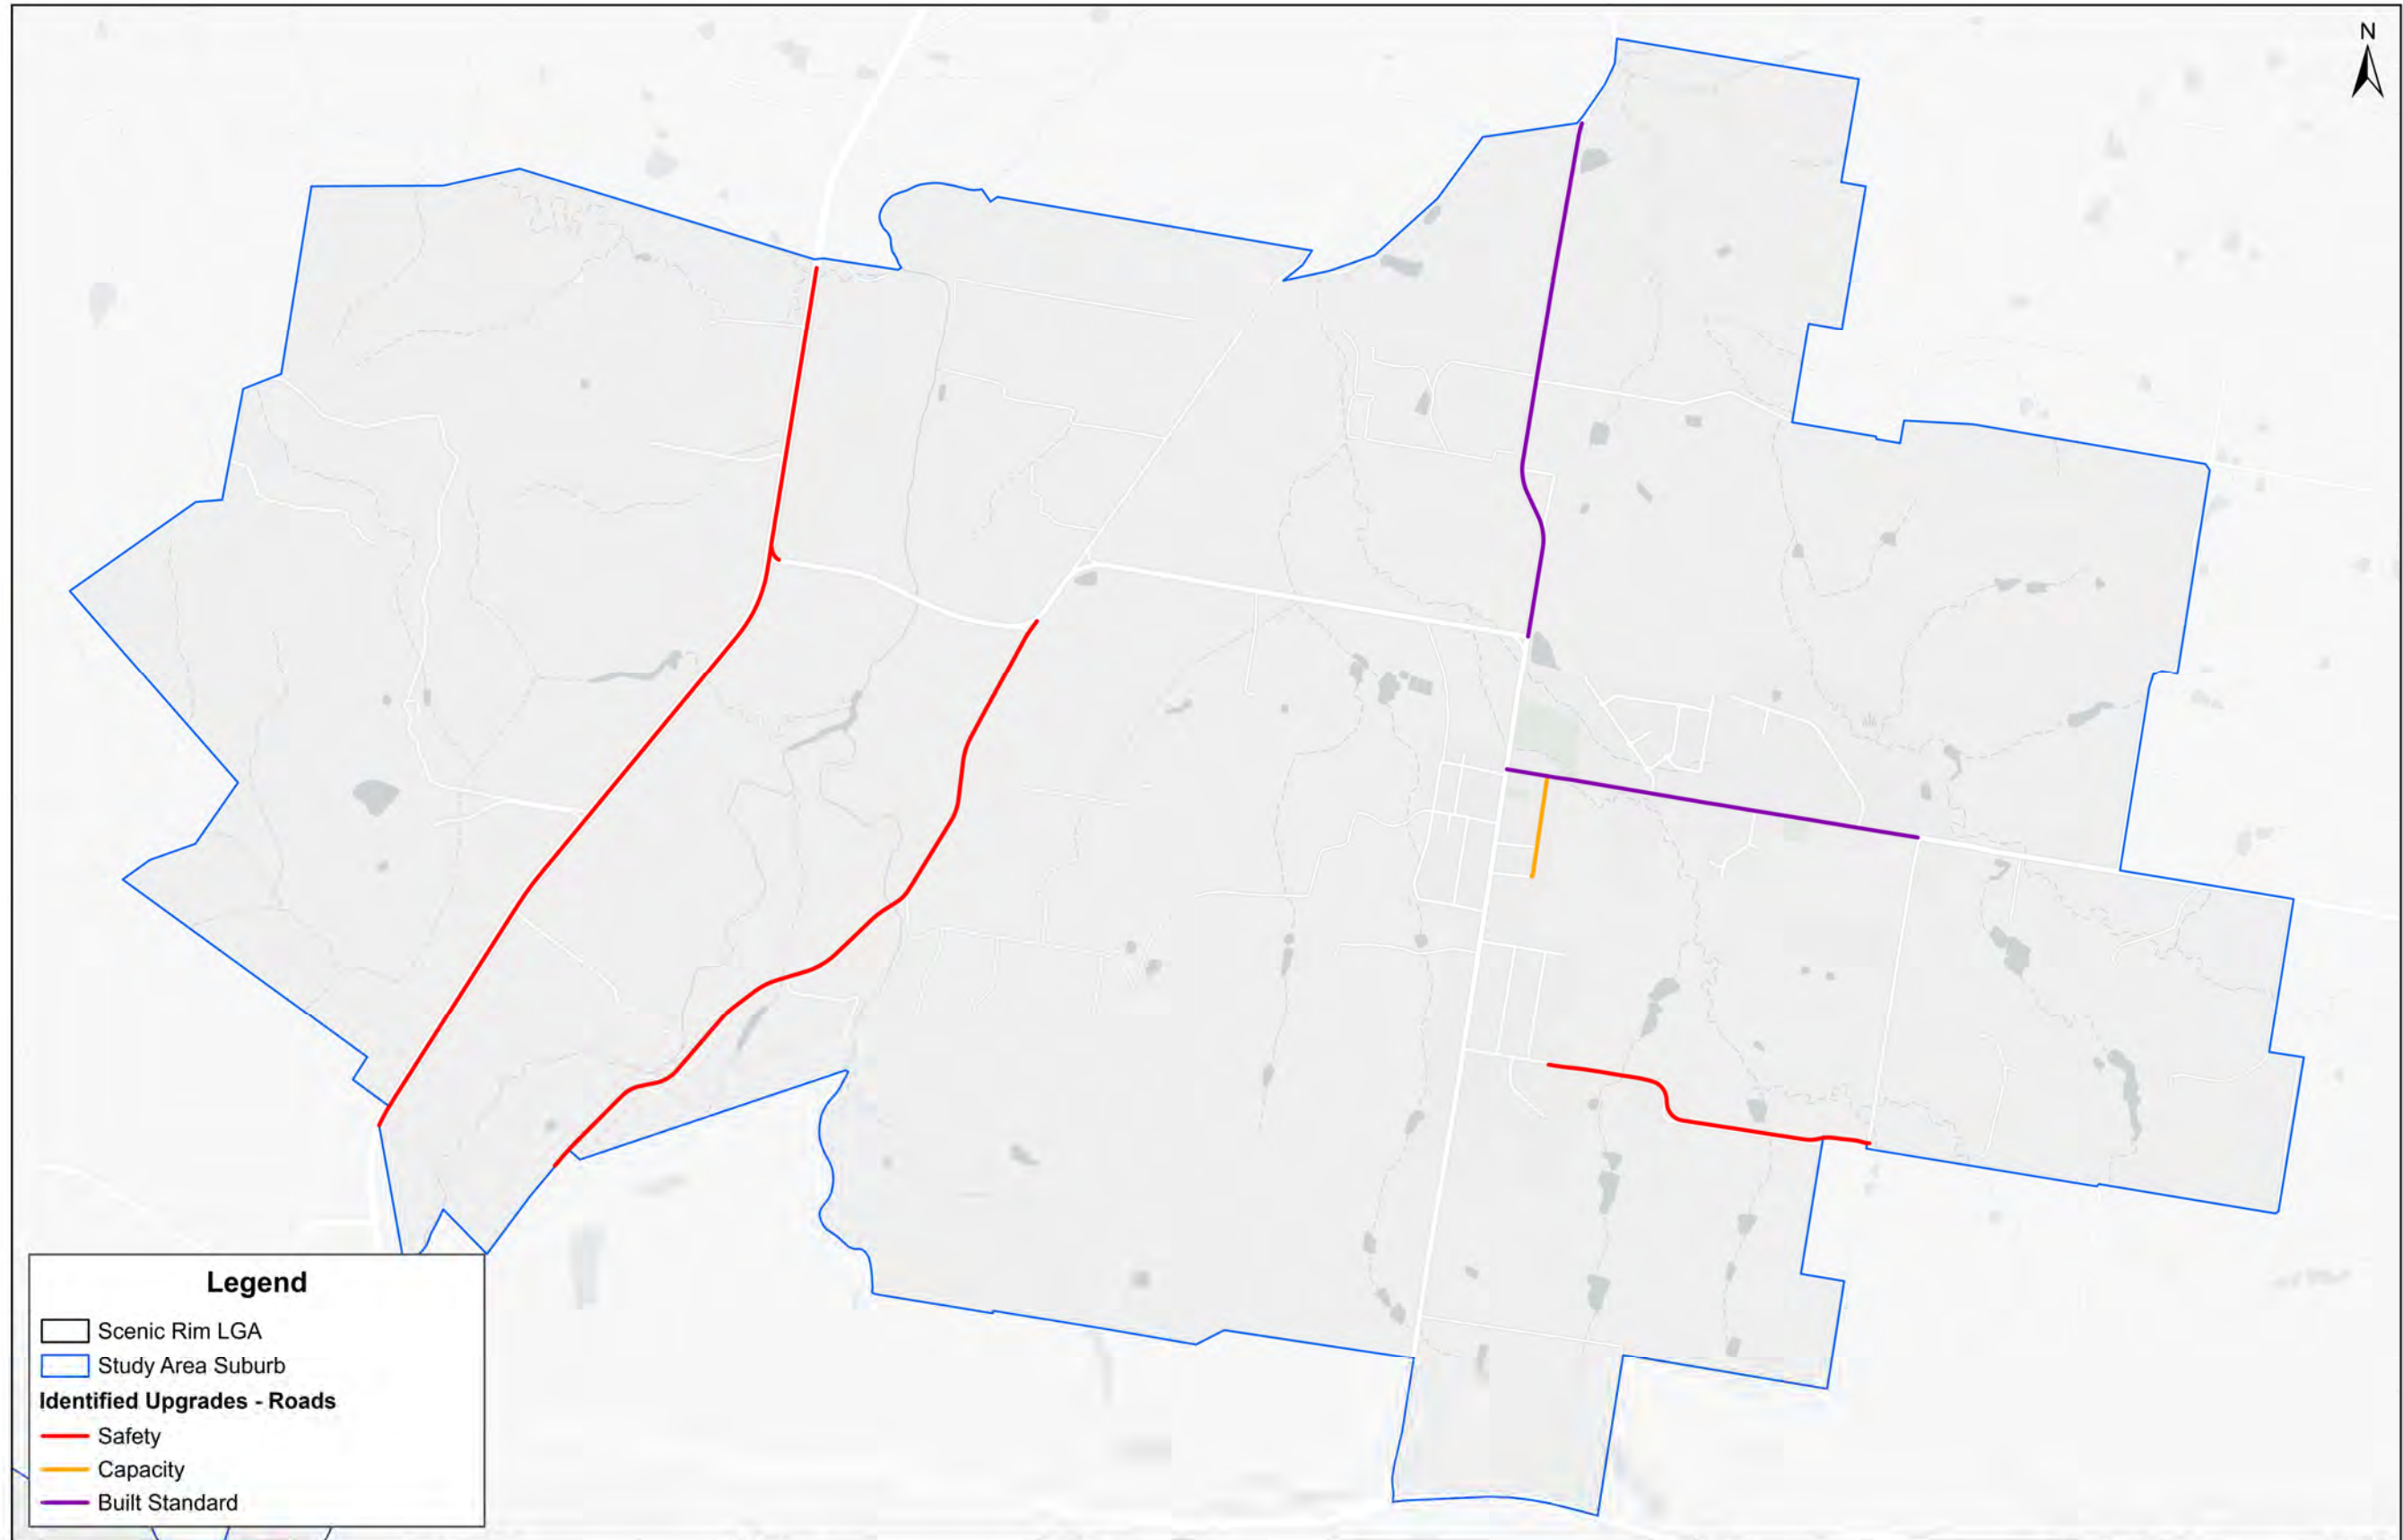 N
Legend
Scenic Rim LGA
Study Area Suburb
Identified Upgrades - Roads
Safety
Capacity
Built Standard